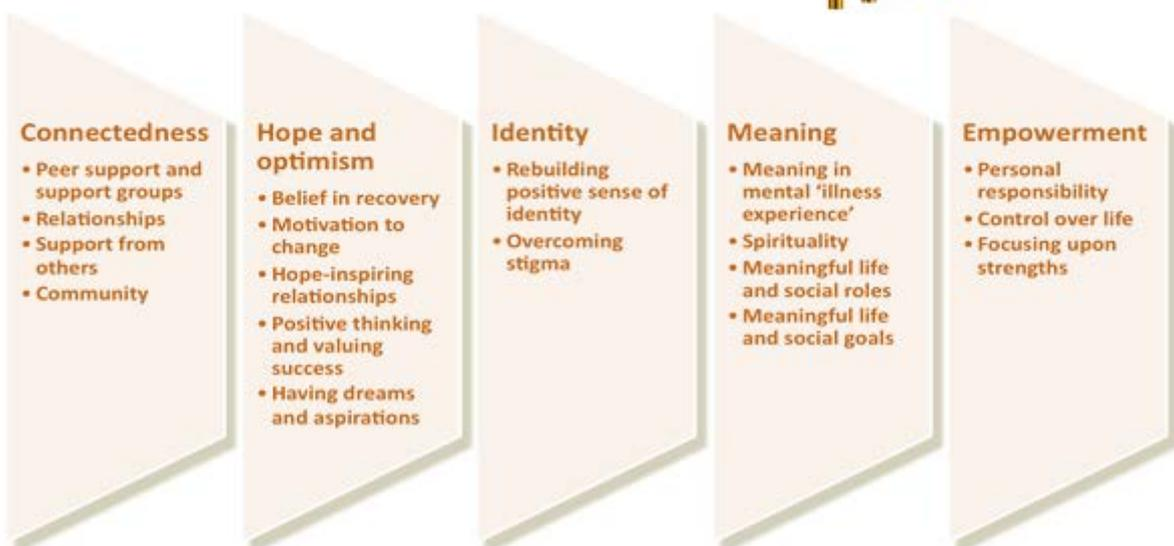 Connectedness
• Peer support and
support groups
• Relationships
• Support from
others
• Community
Hope and
optimism
• Belief in recovery
• Motivation to
change
• Hope-inspiring
relationships
• Positive thinking
and valuing
success
• Having dreams
and aspirations
Identity
• Rebuilding
positive sense of
identity
• Overcoming
stigma
Meaning
• Meaning in
mental ‘illness
experience’
• Spirituality
• Meaningful life
and social roles
• Meaningful life
and social goals
Empowerment
• Personal
responsibility
• Control over life
• Focusing upon
strengths